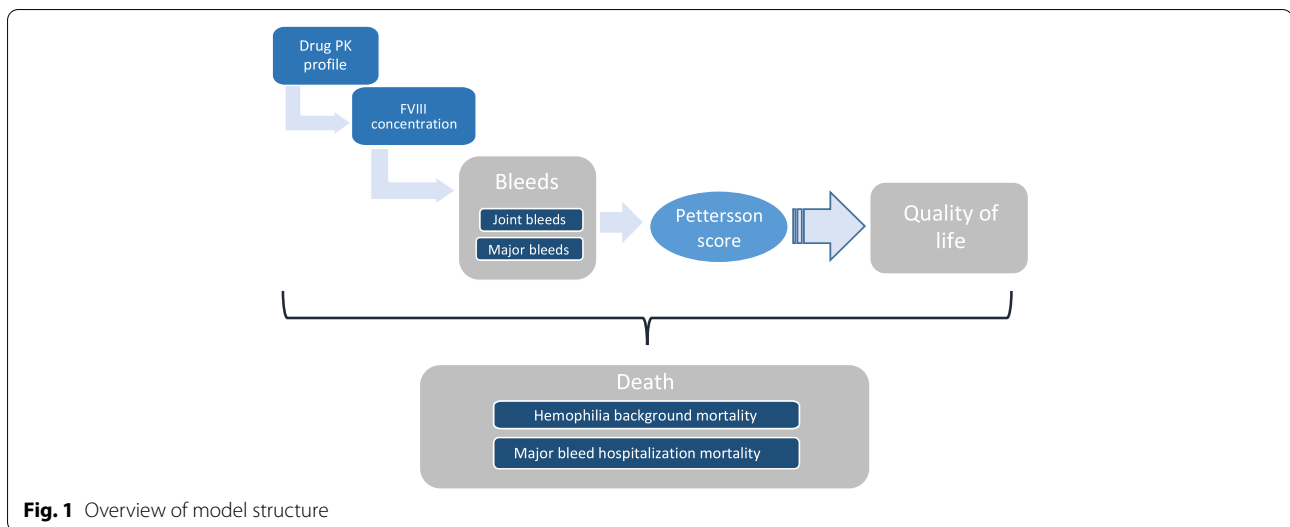 Drug PK
profile
FVIII
concentration
Bleeds
Joint bleeds
Major bleeds
Pettersson
score
Quality of
life
Death
Hemophilia background mortality
Major bleed hospitalization mortality
Fig. 1 Overview of model structure